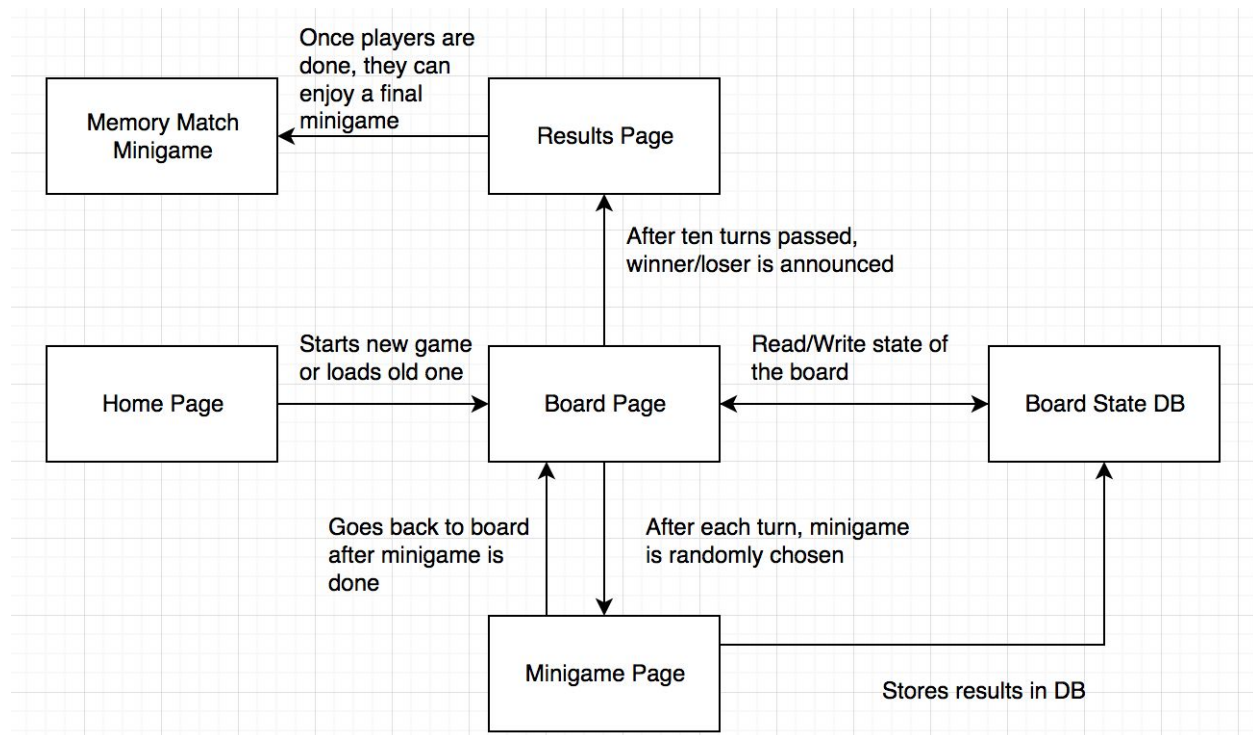 Once players are
done, they can
enjoy a final
minigame
Memory Match
Minigame
Results Page
After ten turns passed,
winner/loser is announced
Starts new game
or loads old one
Read/Write state of
the board
Home Page
Board Page
Board State DB
Goes back to board
after minigame is
done
After each turn, minigame
is randomly chosen
Minigame Page
Stores results in DB